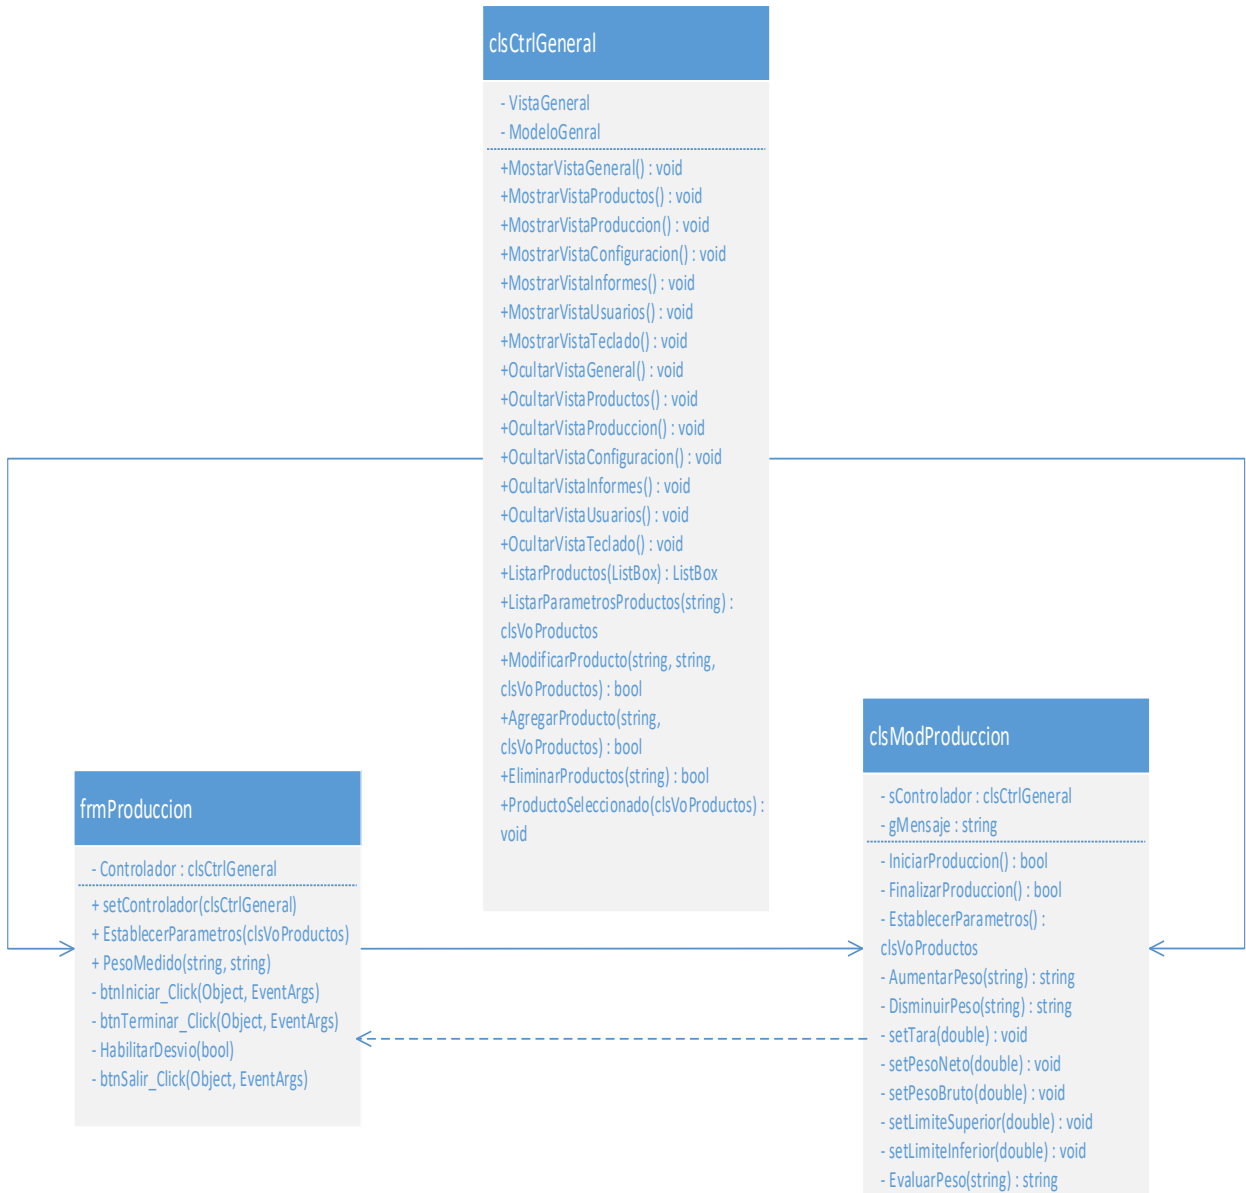 clsCtrlGeneral
- VistaGeneral
- ModeloGenral
+MostarVistaGeneral() : void
+MostrarVistaProductos() : void
+MostrarVistaProduccion() : void
+MostrarVistaConfiguracion() : void
+MostrarVistaInformes() : void
+MostrarVistaUsuarios() : void
+MostrarVistaTeclado() : void
+OcultarVistaGeneral() : void
+OcultarVistaProductos() : void
+OcultarVistaProduccion() : void
+OcultarVistaConfiguracion() : void
+OcultarVistaInformes() : void
+OcultarVistaUsuarios() : void
+OcultarVistaTeclado() : void
+ListarProductos(ListBox) : ListBox
+ListarParametrosProductos(string) :
clsVoProductos
+ModificarProducto(string, string,
clsVoProductos) : bool
+AgregarProducto(string,
clsVoProductos) : bool
+EliminarProductos(string) : bool
+ProductoSeleccionado(clsVoProductos) :
void
frmProduccion
- Controlador : clsCtrlGeneral
+ setControlador(clsCtrlGeneral)
+ EstablecerParametros(clsVoProductos)
+ PesoMedido(string, string)
- btnIniciar_Click(Object, EventArgs)
- btnTerminar_Click(Object, EventArgs)
- HabilitarDesvio(bool)
- btnSalir_Click(Object, EventArgs)
clsModProduccion
- sControlador : clsCtrlGeneral
- gMensaje : string
- IniciarProduccion() : bool
- FinalizarProduccion() : bool
- EstablecerParametros() :
clsVoProductos
- AumentarPeso(string) : string
- DisminuirPeso(string) : string
- setTara(double) : void
- setPesoNeto(double) : void
- setPesoBruto(double) : void
- setLimiteSuperior(double) : void
- setLimiteInferior(double) : void
- EvaluarPeso(string) : string